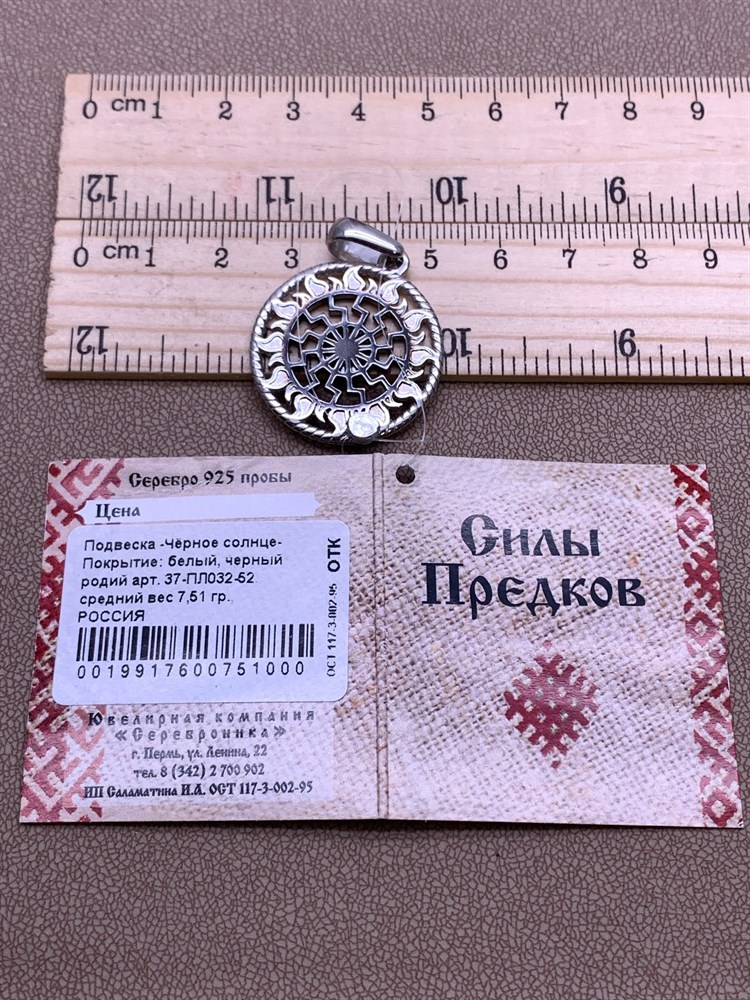 0 cm 1 2 3 4 5 6 7 8 9
12 11 10 9
0 cm 1 2 3 5 6 7 8 9
12 10 9
Серебро 925 пробы
Цена
Подвеска -Чёрное солнце-
Покрытие: белый, черный
родий арт. 37-ПЛ032-52
средний вес 7,51 гр.,
РОССИЯ
0019917600751000
ОСТ 117-3-002-95 ОТК
Ювелирная компания
«Сереброника»
г. Пермь, ул. Ленина, 22
тел. 8 (342) 2 700 902
ИП Саламатина И.А. ОСТ 117-3-002-95
Силы
Предков